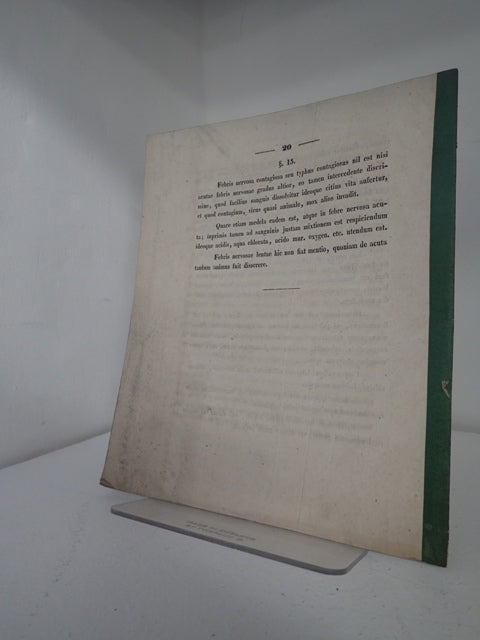 — 20 —
§. 15.
Febris nervosa contagiosa seu typhus contagiosus nil est nisi
acutae febris nervosae gradus altior, eo tamen intercedente discri-
mine, quod facilius sanguis dissolvitur ideoque citius vita aufertur,
et quod contagium, virus quasi animale, mox alios invadit.
Quare etiam medela eadem est, atque in febre nervosa acu-
ta; inprimis tamen ad sanguinis justam mixtionem est respiciendum
ideoque acidis, aqua chlorata, acido mur. oxygen. etc. utendum est.
Febris nervosae lentae hic non fiat mentio, quoniam de acuta
tantum animus fuit disserere.